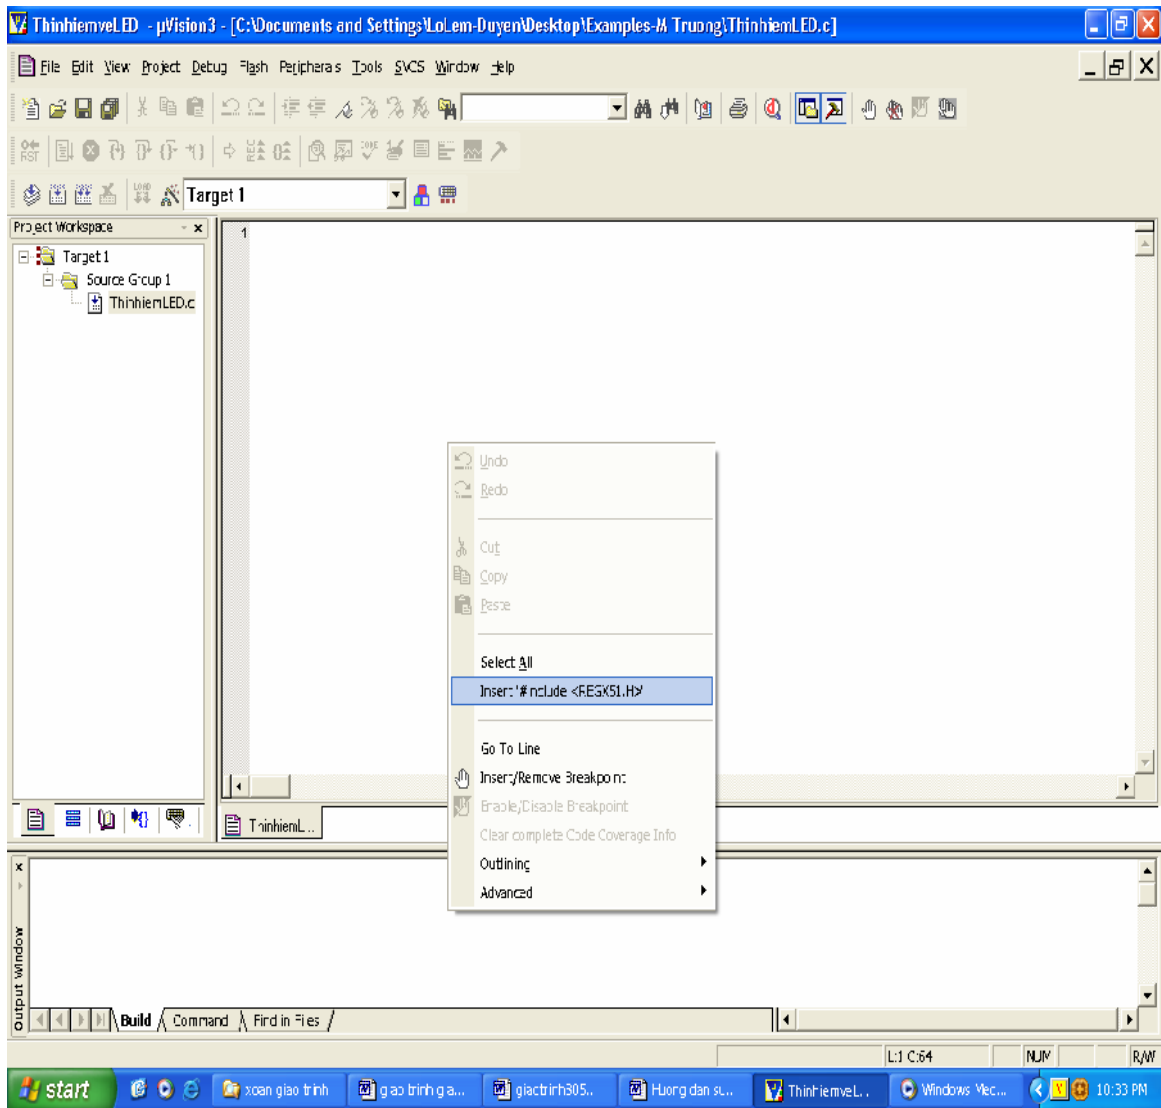 ThinhiemveLED - µVision3 - [C:\Documents and Settings\LoLem-Duyen\Desktop\Examples-M Truong\ThinhiemLED.c]
File Edit View Project Debug Flash Peripherals Tools SVCS Window Help
Target 1
Project Workspace
1
Target 1
Source Group 1
ThinhiemLED.c
Undo
Redo
Cut
Copy
Paste
Select All
Insert '#include <REGX51.H>'
Go To Line
Insert/Remove Breakpoint
Enable/Disable Breakpoint
Clear complete Code Coverage Info
Outlining
Advanced
ThinhiemL...
Output Window
Build Command Find in Files
L:1 C:64 NUM R/W
start xoan giao trinh giao trinh g a... giaotrinh805.. Huong dan su... ThinhiemveL.. Windows Mec... 10:33 PM